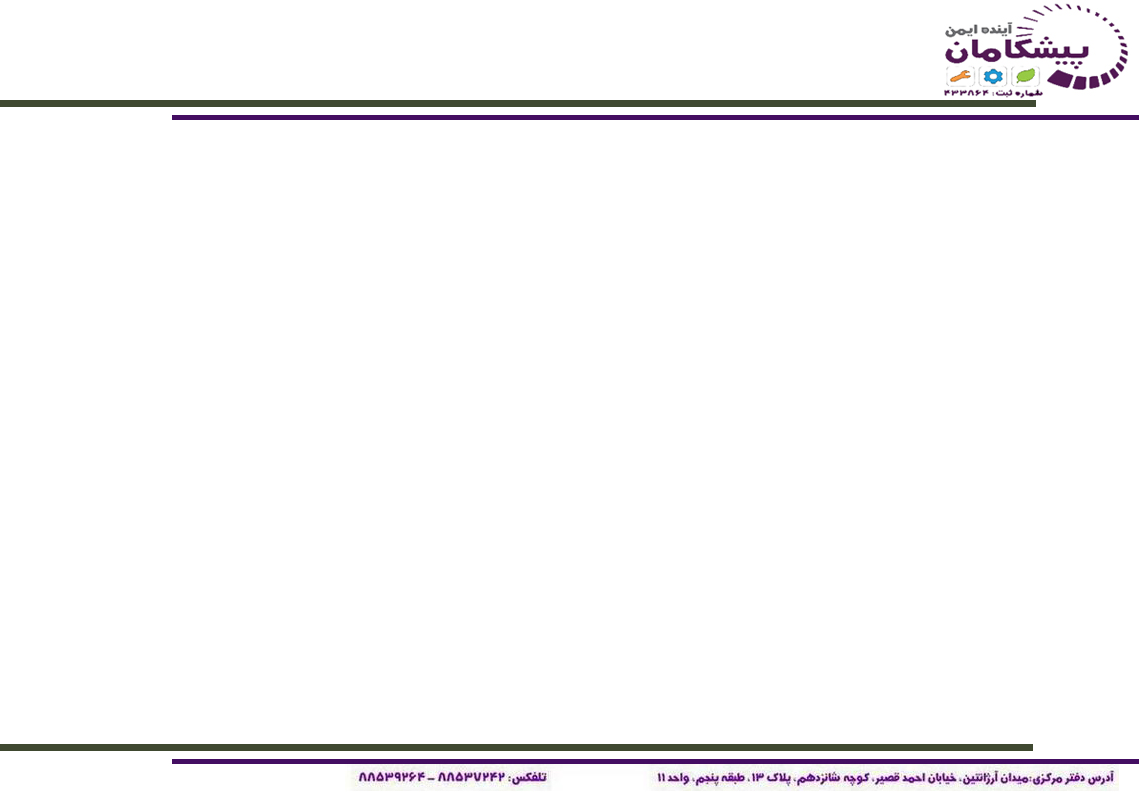 آینده ایمن
پیشگامان
شماره ثبت: ۴۳۳۸۶۴
آدرس دفتر مرکزی:میدان آرژانتین، خیابان احمد قصیر، کوچه شانزدهم، پلاک ۱۳، طبقه پنجم، واحد ۱۱
تلفکس: ۸۸۵۳۷۲۴۲ – ۸۸۵۳۹۲۶۴